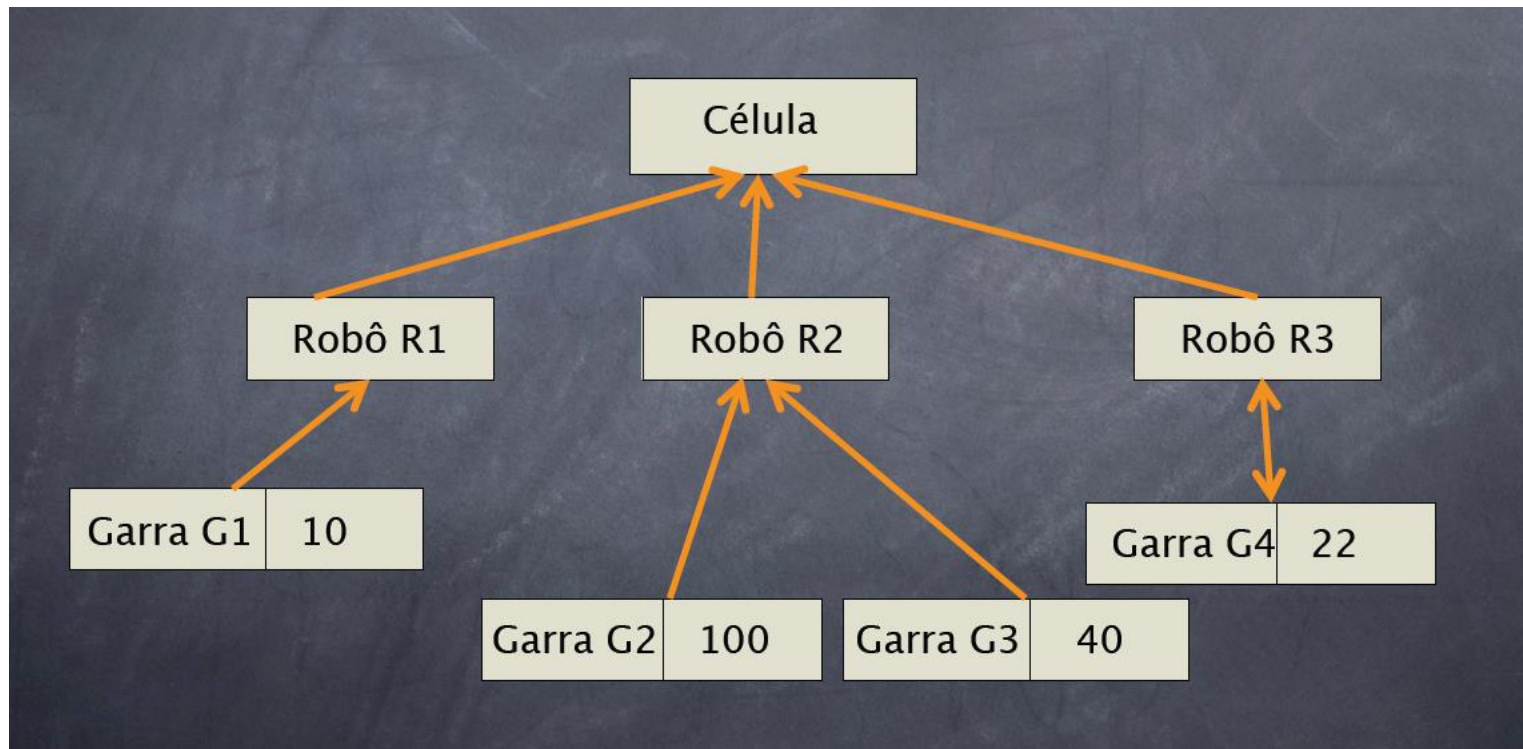 Célula
Robô R1
Robô R2
Robô R3
Garra G1 10
Garra G4 22
Garra G2 100
Garra G3 40